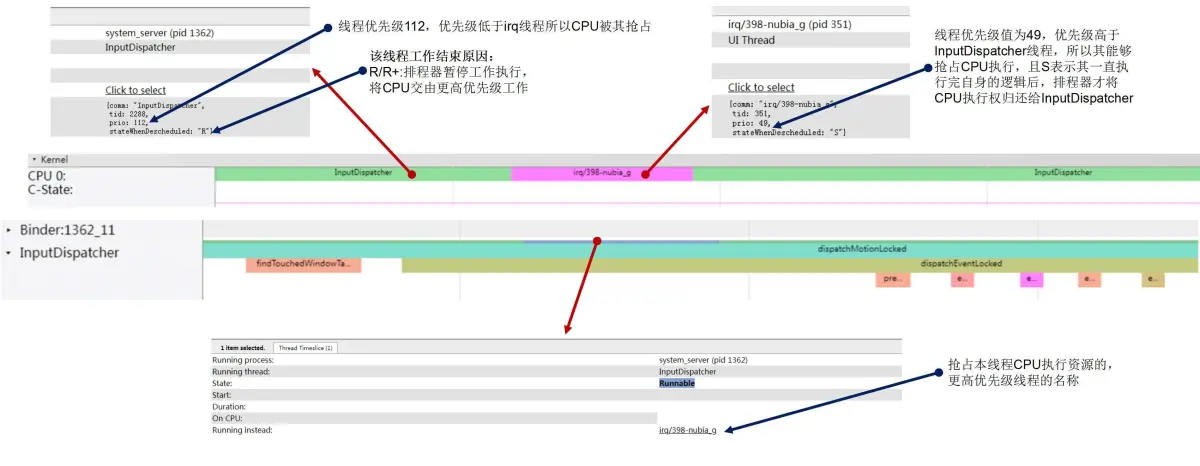 system_server (pid 1362)
InputDispatcher
Click to select
{comm: "InputDispatcher",
tid: 2288,
prio: 112,
stateWhenDescheduled: "R"}
线程优先级112，优先级低于irq线程所以CPU被其抢占
该线程工作结束原因：
R/R+:排程器暂停工作执行，
将CPU交由更高优先级工作
irq/398-nubia_g (pid 351)
UI Thread
Click to select
{comm: "irq/398-nubia_g",
tid: 351,
prio: 49,
stateWhenDescheduled: "S"}
线程优先级值为49，优先级高于
InputDispatcher线程，所以其能够
抢占CPU执行，且S表示其一直执
行完自身的逻辑后，排程器才将
CPU执行权归还给InputDispatcher
Kernel
CPU 0:
InputDispatcher
irq/398-nubia_g
InputDispatcher
C-State:
Binder:1362_11
InputDispatcher
dispatchMotionLocked
findTouchedWindowTa...
dispatchEventLocked
pre...
e...
e...
e...
e...
1 item selected.
Thread Timeslice (1)
Running process:
system_server (pid 1362)
Running thread:
InputDispatcher
State:
Runnable
Start:
Duration:
On CPU:
Running instead:
irq/398-nubia_g
抢占本线程CPU执行资源的，
更高优先级线程的名称